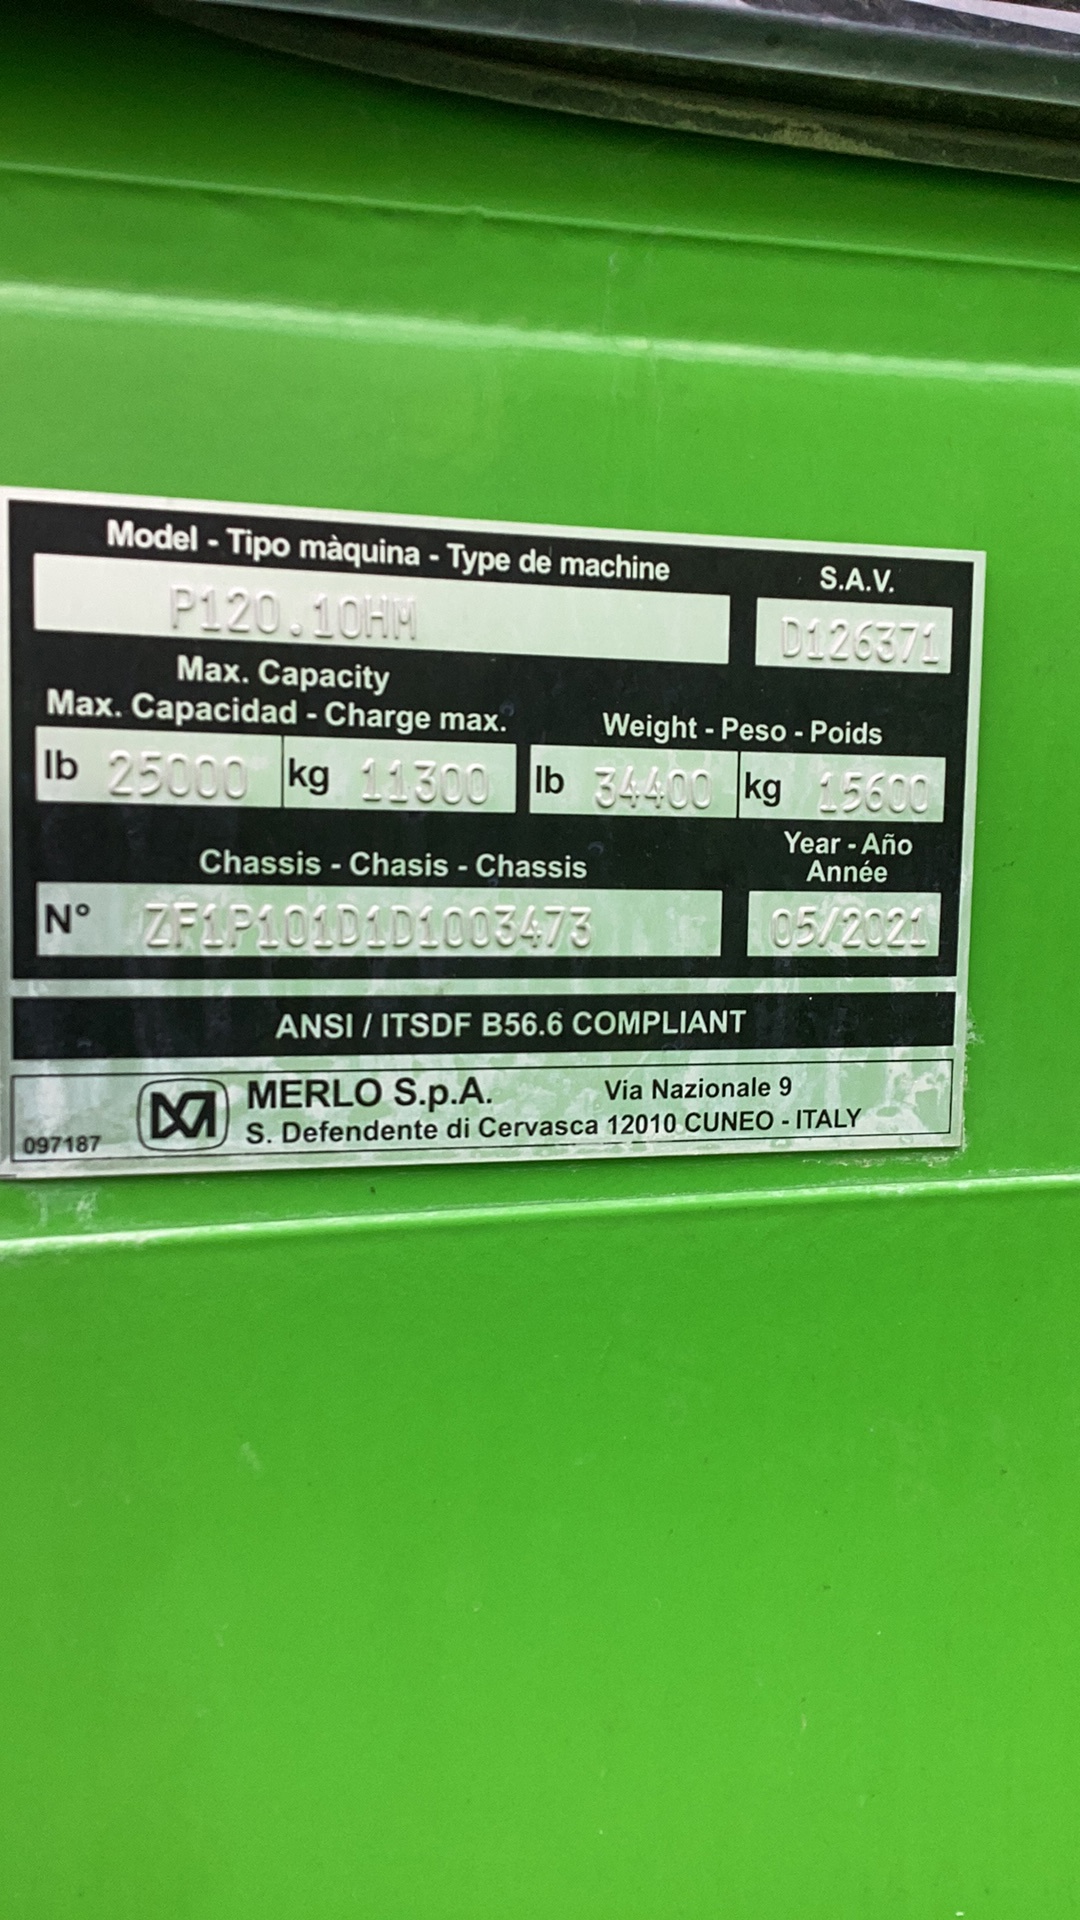 Model - Tipo màquina - Type de machine
S.A.V.
P120.10HM
D126371
Max. Capacity
Max. Capacidad - Charge max.
Weight - Peso - Poids
lb 25000 kg 11300
lb 34400 kg 15600
Chassis - Chasis - Chassis
Year - Año
Année
N° ZF1P101D1D1003473
05/2021
ANSI / ITSDF B56.6 COMPLIANT
MERLO S.p.A. Via Nazionale 9
S. Defendente di Cervasca 12010 CUNEO - ITALY
097187